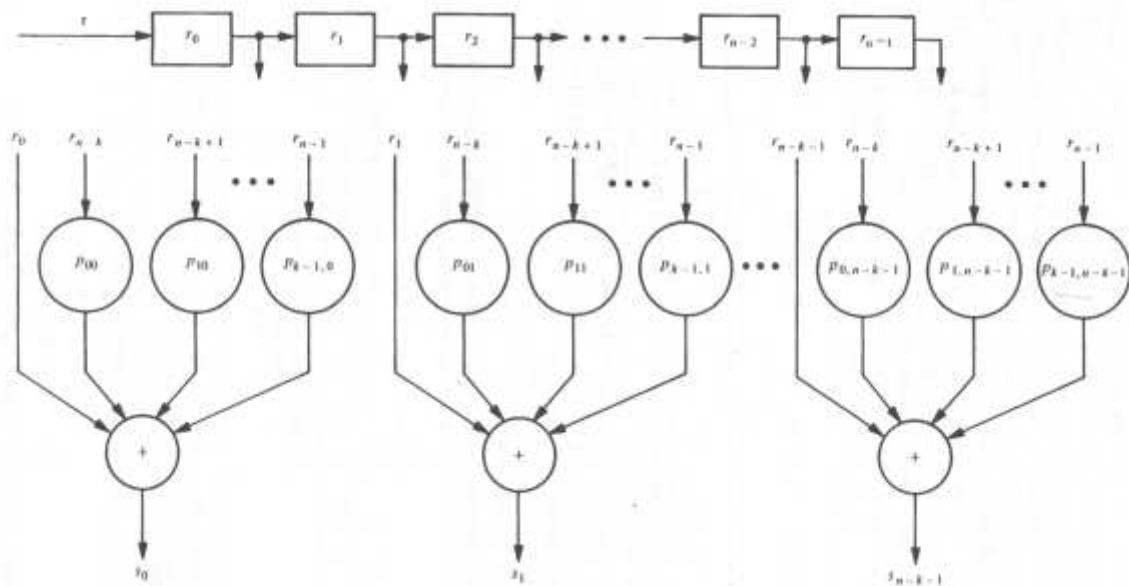 r
r₀ r₁ r₂ • • • rₙ₋₂ rₙ₋₁
r₀ rₙ₋ₖ rₙ₋ₖ₊₁ rₙ₋₁ r₁ rₙ₋ₖ rₙ₋ₖ₊₁ rₙ₋₁ rₙ₋ₖ₋₁ rₙ₋ₖ rₙ₋ₖ₊₁ rₙ₋₁
• • • • • • • • •
p₀₀ p₁₀ pₖ₋₁,₀ p₀₁ p₁₁ pₖ₋₁,₁ • • • p₀,ₙ₋ₖ₋₁ p₁,ₙ₋ₖ₋₁ pₖ₋₁,ₙ₋ₖ₋₁
+ + +
s₀ s₁ sₙ₋ₖ₋₁